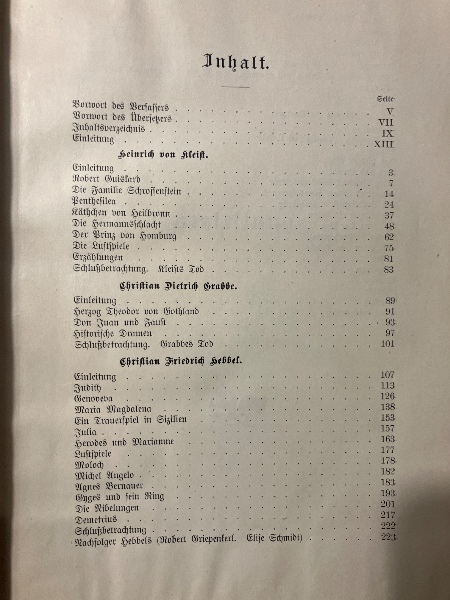 Inhalt.
Seite
Vorwort des Verfassers V
Vorwort des Übersetzers VII
Inhaltsverzeichnis IX
Einleitung XIII
Heinrich von Kleist.
Einleitung 3
Robert Guiskard 7
Die Familie Schroffenstein 14
Penthesilea 24
Käthchen von Heilbronn 37
Die Hermannsschlacht 48
Der Prinz von Homburg 62
Die Lustspiele 75
Erzählungen 81
Schlußbetrachtung. Kleists Tod 83
Christian Dietrich Grabbe.
Einleitung 89
Herzog Theodor von Gothland 91
Don Juan und Faust 93
Historische Dramen 97
Schlußbetrachtung. Grabbes Tod 101
Christian Friedrich Hebbel.
Einleitung 107
Judith 113
Genoveva 126
Maria Magdalena 138
Ein Trauerspiel in Sizilien 153
Julia 157
Herodes und Mariamne 163
Lustspiele 177
Moloch 178
Michel Angelo 182
Agnes Bernauer 183
Gyges und sein Ring 193
Die Nibelungen 201
Demetrius 217
Schlußbetrachtung 222
Nachfolger Hebbels (Robert Griepenkerl. Elise Schmidt) 223